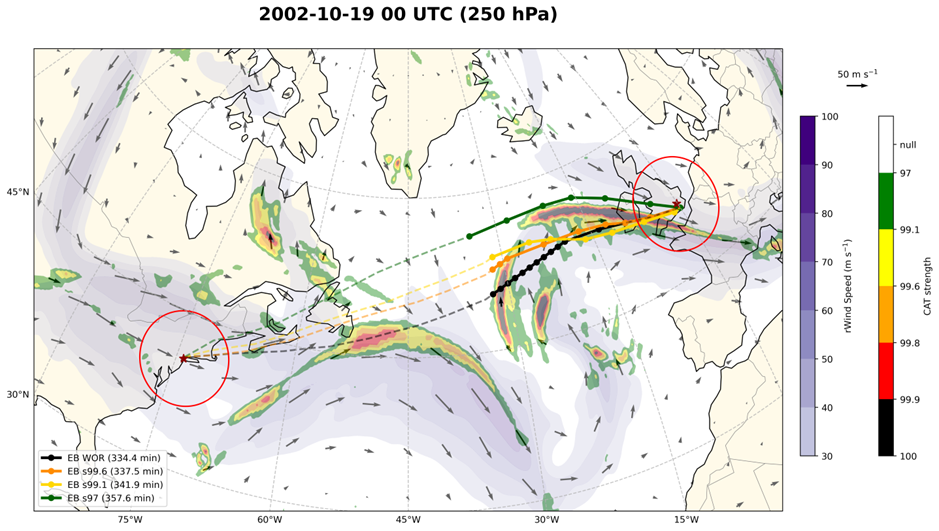 2002-10-19 00 UTC (250 hPa)
50 m s⁻¹
45°N
30°N
75°W
60°W
45°W
30°W
15°W
EB WOR (334.4 min)
EB s99.6 (337.5 min)
EB s99.1 (341.9 min)
EB s97 (357.6 min)
100
90
80
70
60
50
40
30
rWind Speed (m s⁻¹)
null
97
99.1
99.6
99.8
99.9
100
CAT Strength